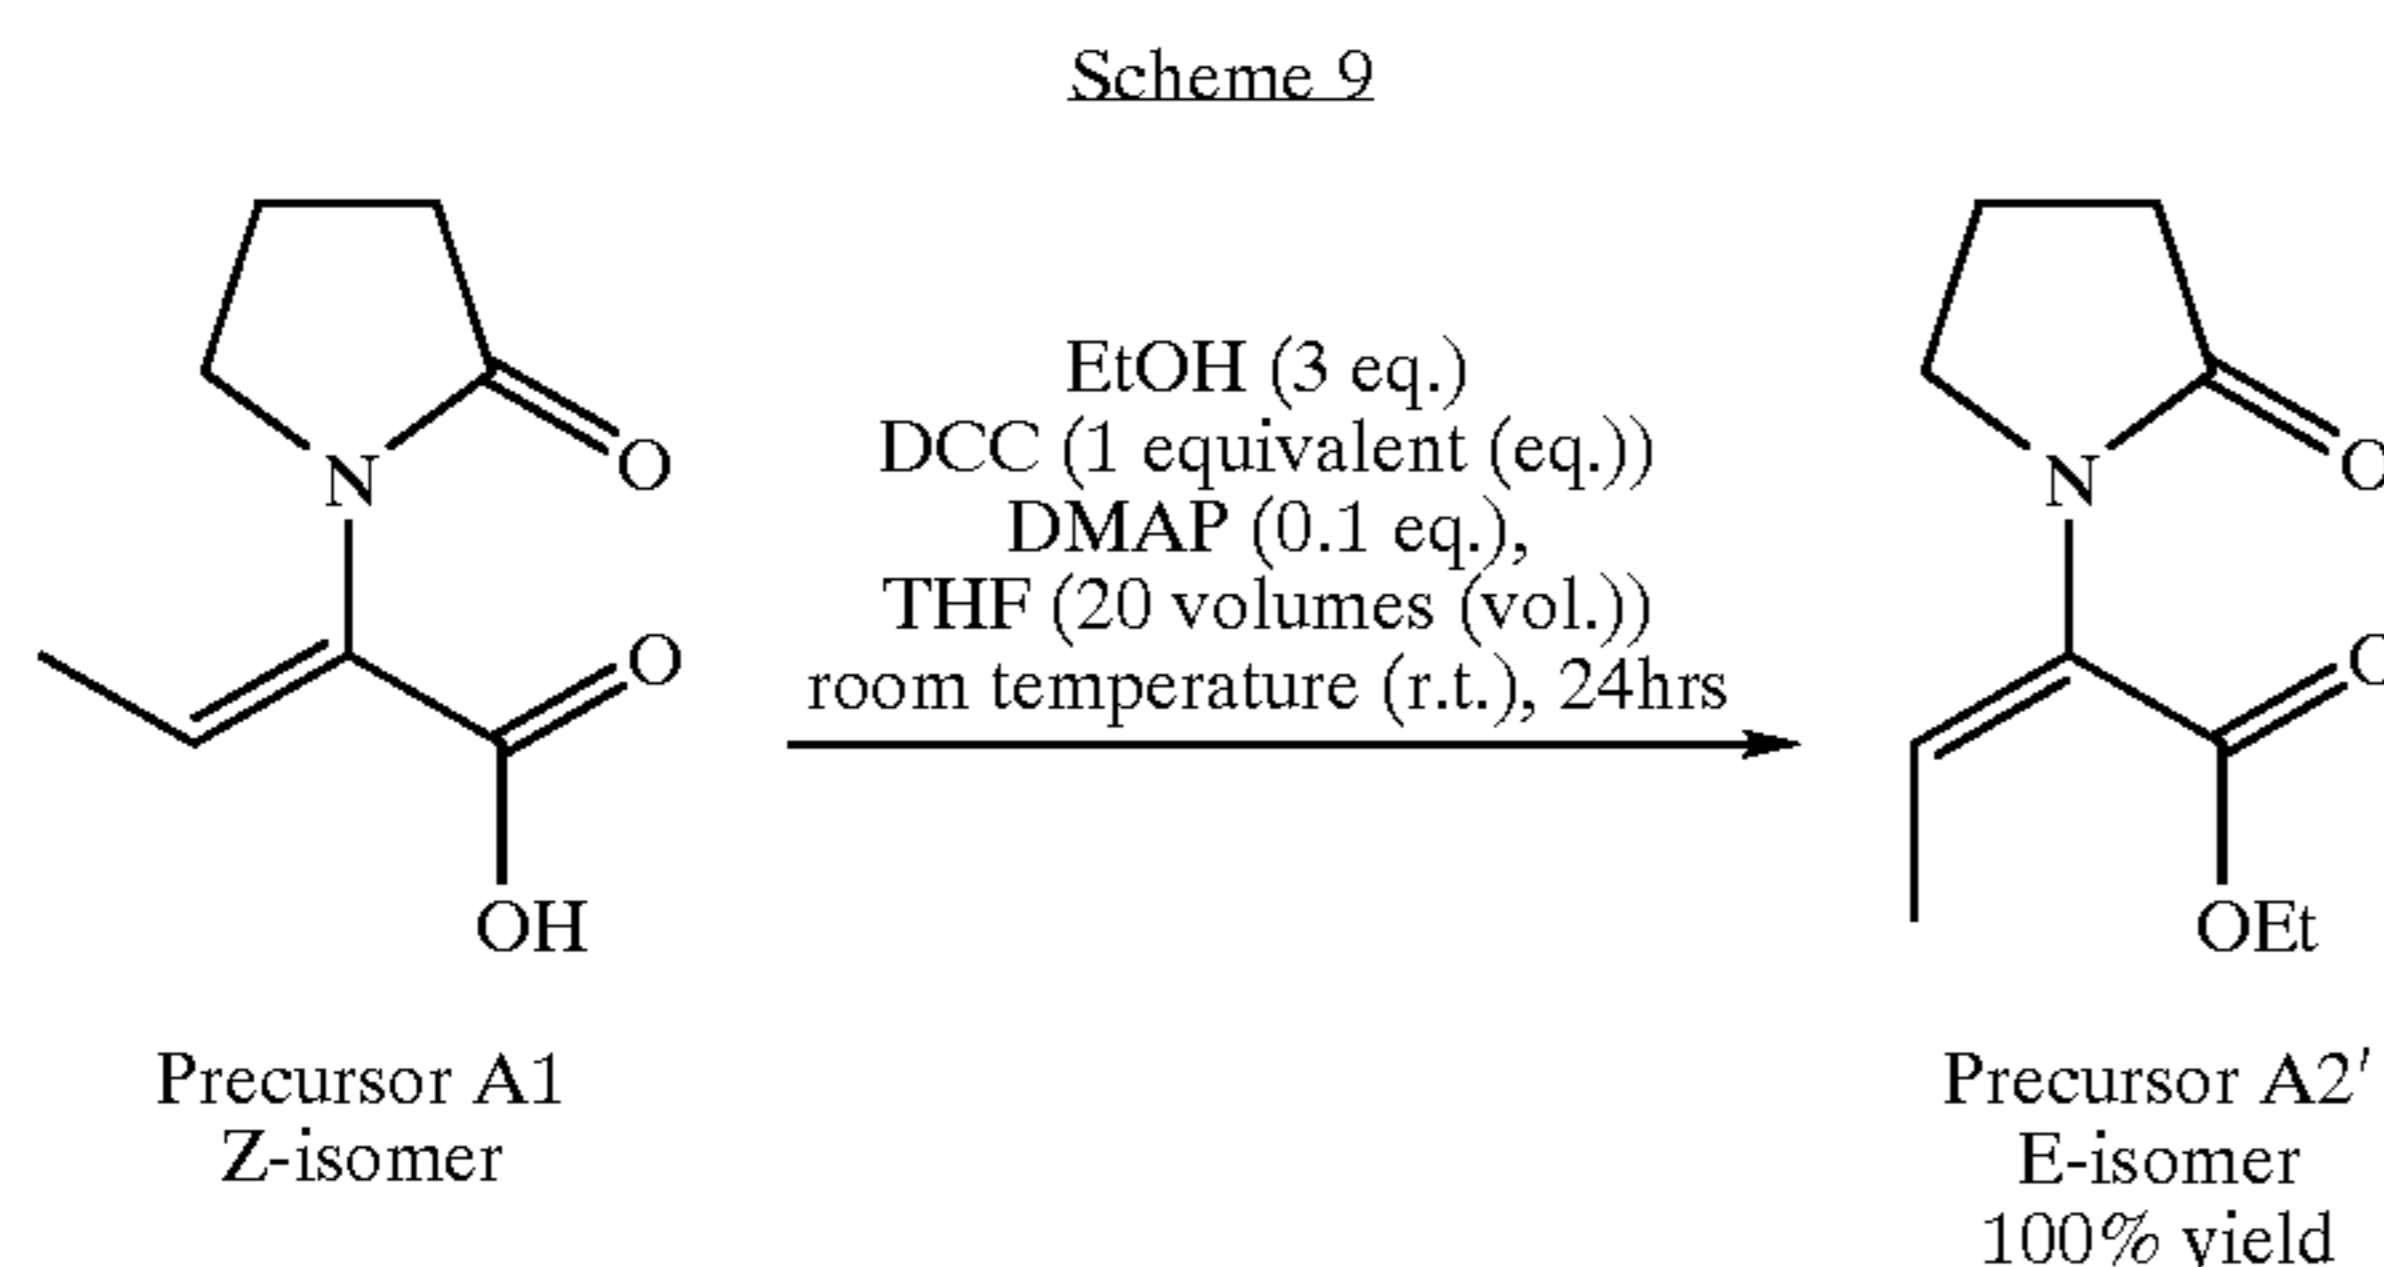 Scheme 9
EtOH (3 eq.)
DCC (1 equivalent (eq.))
DMAP (0.1 eq.),
THF (20 volumes (vol.))
room temperature (r.t.), 24hrs
N
O
O
OH
N
O
O
OEt
Precursor A1
Z-isomer
Precursor A2′
E-isomer
100% yield